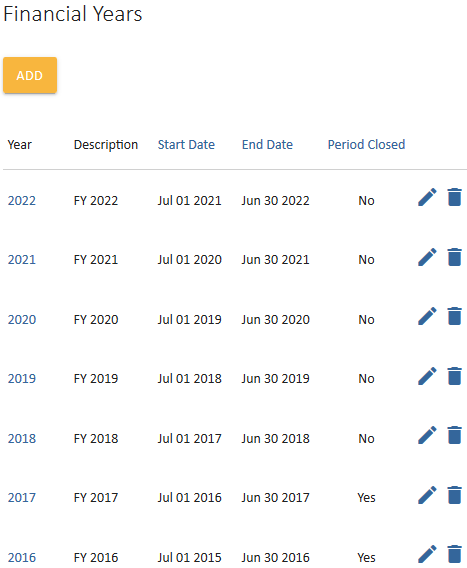 Financial Years
ADD
Year Description Start Date End Date Period Closed
2022 FY 2022 Jul 01 2021 Jun 30 2022 No
2021 FY 2021 Jul 01 2020 Jun 30 2021 No
2020 FY 2020 Jul 01 2019 Jun 30 2020 No
2019 FY 2019 Jul 01 2018 Jun 30 2019 No
2018 FY 2018 Jul 01 2017 Jun 30 2018 No
2017 FY 2017 Jul 01 2016 Jun 30 2017 Yes
2016 FY 2016 Jul 01 2015 Jun 30 2016 Yes